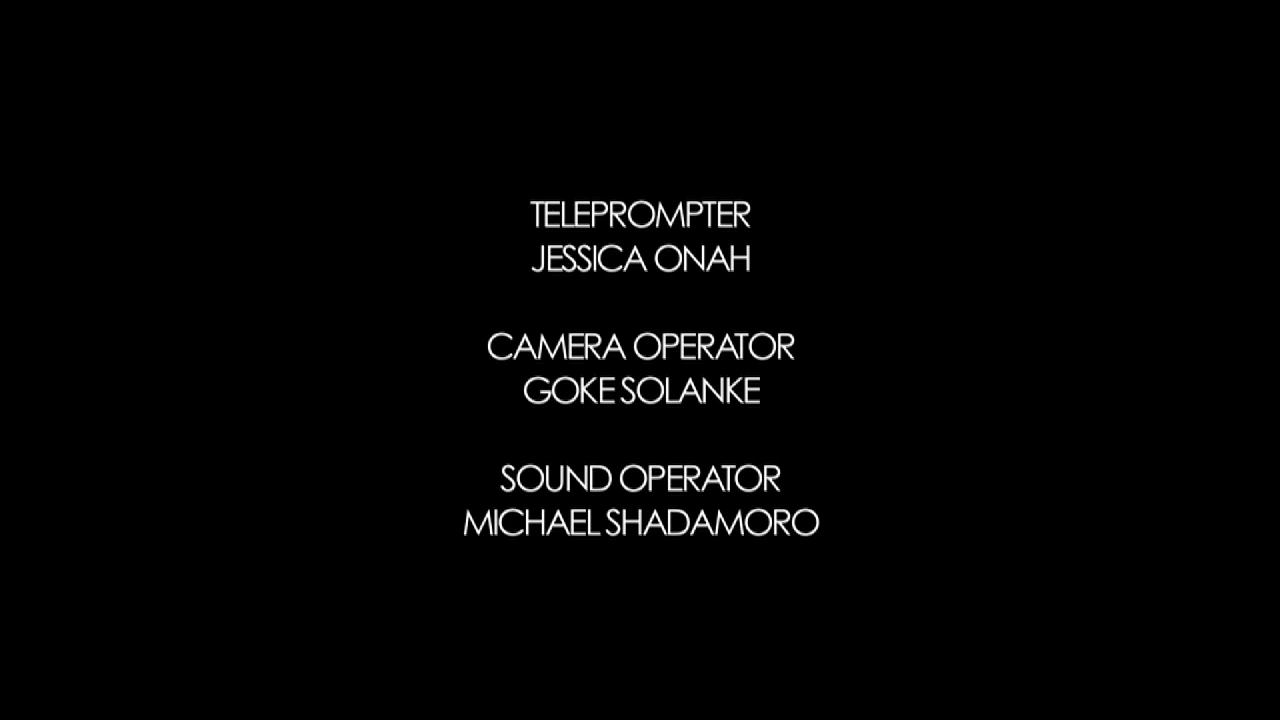 TELEPROMPTER
JESSICA ONAH
CAMERA OPERATOR
GOKE SOLANKE
SOUND OPERATOR
MICHAEL SHADAMORO